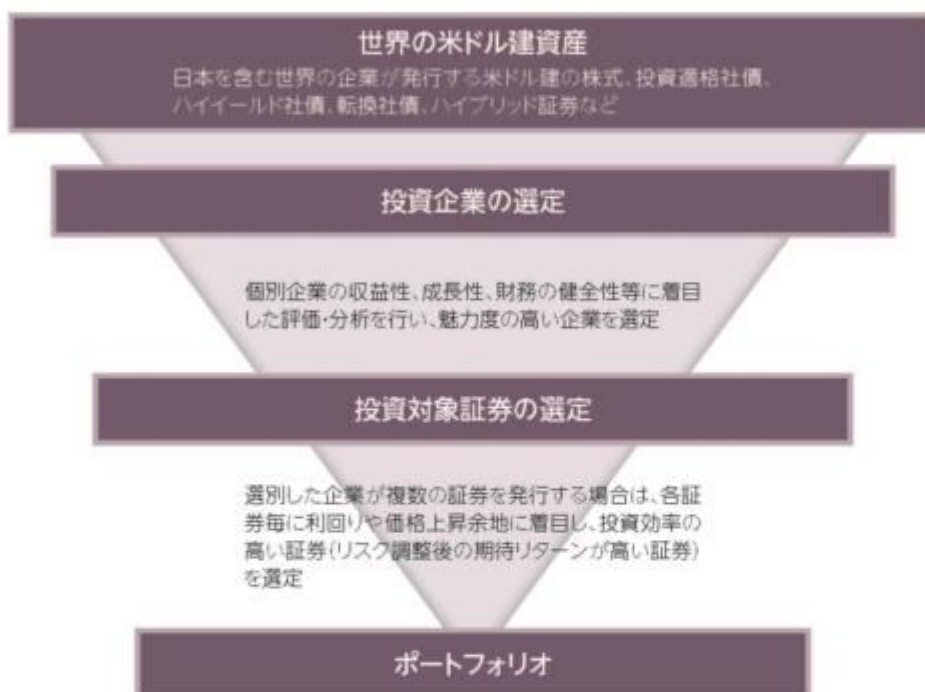 世界の米ドル建資産
日本を含む世界の企業が発行する米ドル建の株式、投資適格社債、
ハイイールド社債、転換社債、ハイブリッド証券など
投資企業の選定
個別企業の収益性、成長性、財務の健全性等に着目
した評価・分析を行い、魅力度の高い企業を選定
投資対象証券の選定
選別した企業が複数の証券を発行する場合は、各証
券毎に利回りや価格上昇余地に着目し、投資効率の
高い証券(リスク調整後の期待リターンが高い証券)
を選定
ポートフォリオ